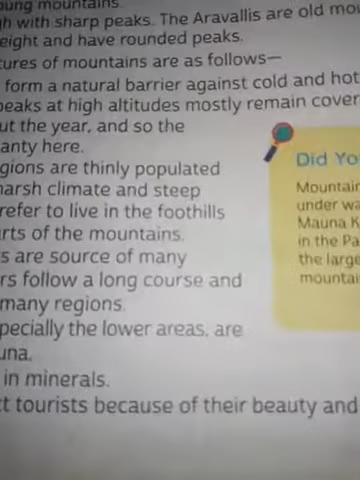 oung mountains.
gh with sharp peaks. The Aravallis are old mou
eight and have rounded peaks.
tures of mountains are as follows—
form a natural barrier against cold and hot
peaks at high altitudes mostly remain cover
ut the year, and so the
anty here.
gions are thinly populated
harsh climate and steep
refer to live in the foothills
arts of the mountains.
s are source of many
rs follow a long course and
many regions.
pecially the lower areas, are
una.
in minerals.
ct tourists because of their beauty and
Did Yo
Mountain
under wa
Mauna K
in the Pa
the large
mountai